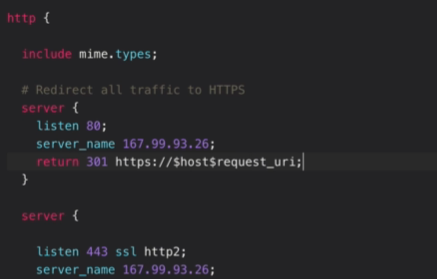 http {
include mime.types;
# Redirect all traffic to HTTPS
server {
listen 80;
server_name 167.99.93.26;
return 301 https://$host$request_uri;
}
server {
listen 443 ssl http2;
server_name 167.99.93.26;